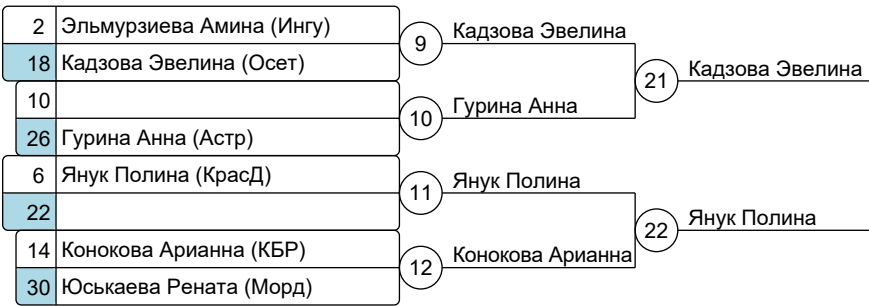 2 Эльмурзиева Амина (Ингу)
9 Кадзова Эвелина
18 Кадзова Эвелина (Осет)
21 Кадзова Эвелина
10
10 Гурина Анна
26 Гурина Анна (Астр)
6 Янук Полина (КрасД)
11 Янук Полина
22
22 Янук Полина
14 Конокова Арианна (КБР)
12 Конокова Арианна
30 Юськаева Рената (Морд)